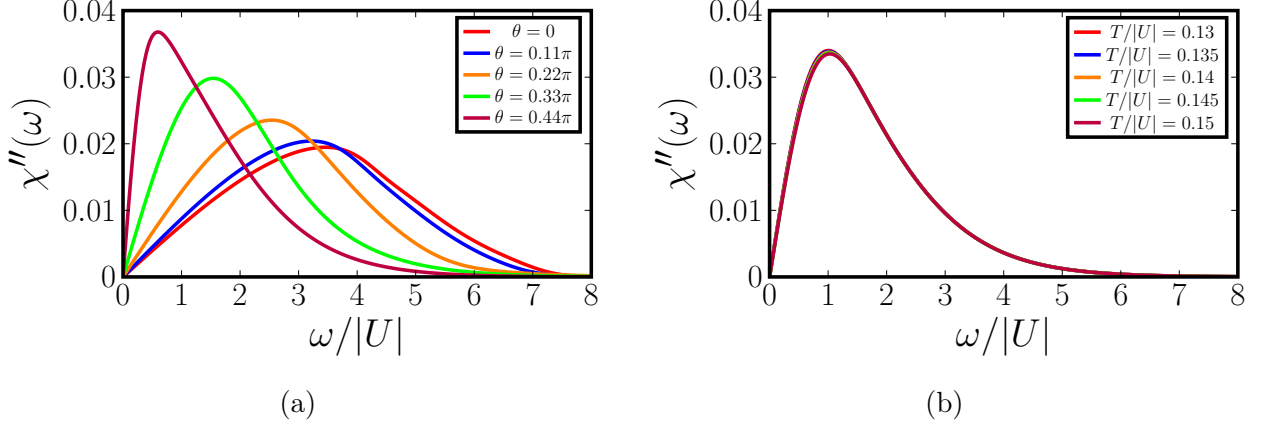 0.04
0.03
0.02
0.01
0
χ′′(ω)
0 1 2 3 4 5 6 7 8
ω/|U|
θ = 0
θ = 0.11π
θ = 0.22π
θ = 0.33π
θ = 0.44π
(a)
0.04
0.03
0.02
0.01
0
χ′′(ω)
0 1 2 3 4 5 6 7 8
ω/|U|
T/|U| = 0.13
T/|U| = 0.135
T/|U| = 0.14
T/|U| = 0.145
T/|U| = 0.15
(b)